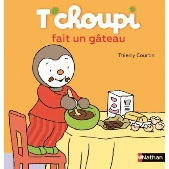 T'choupi
fait un gâteau
Thierry Courtin
Nathan